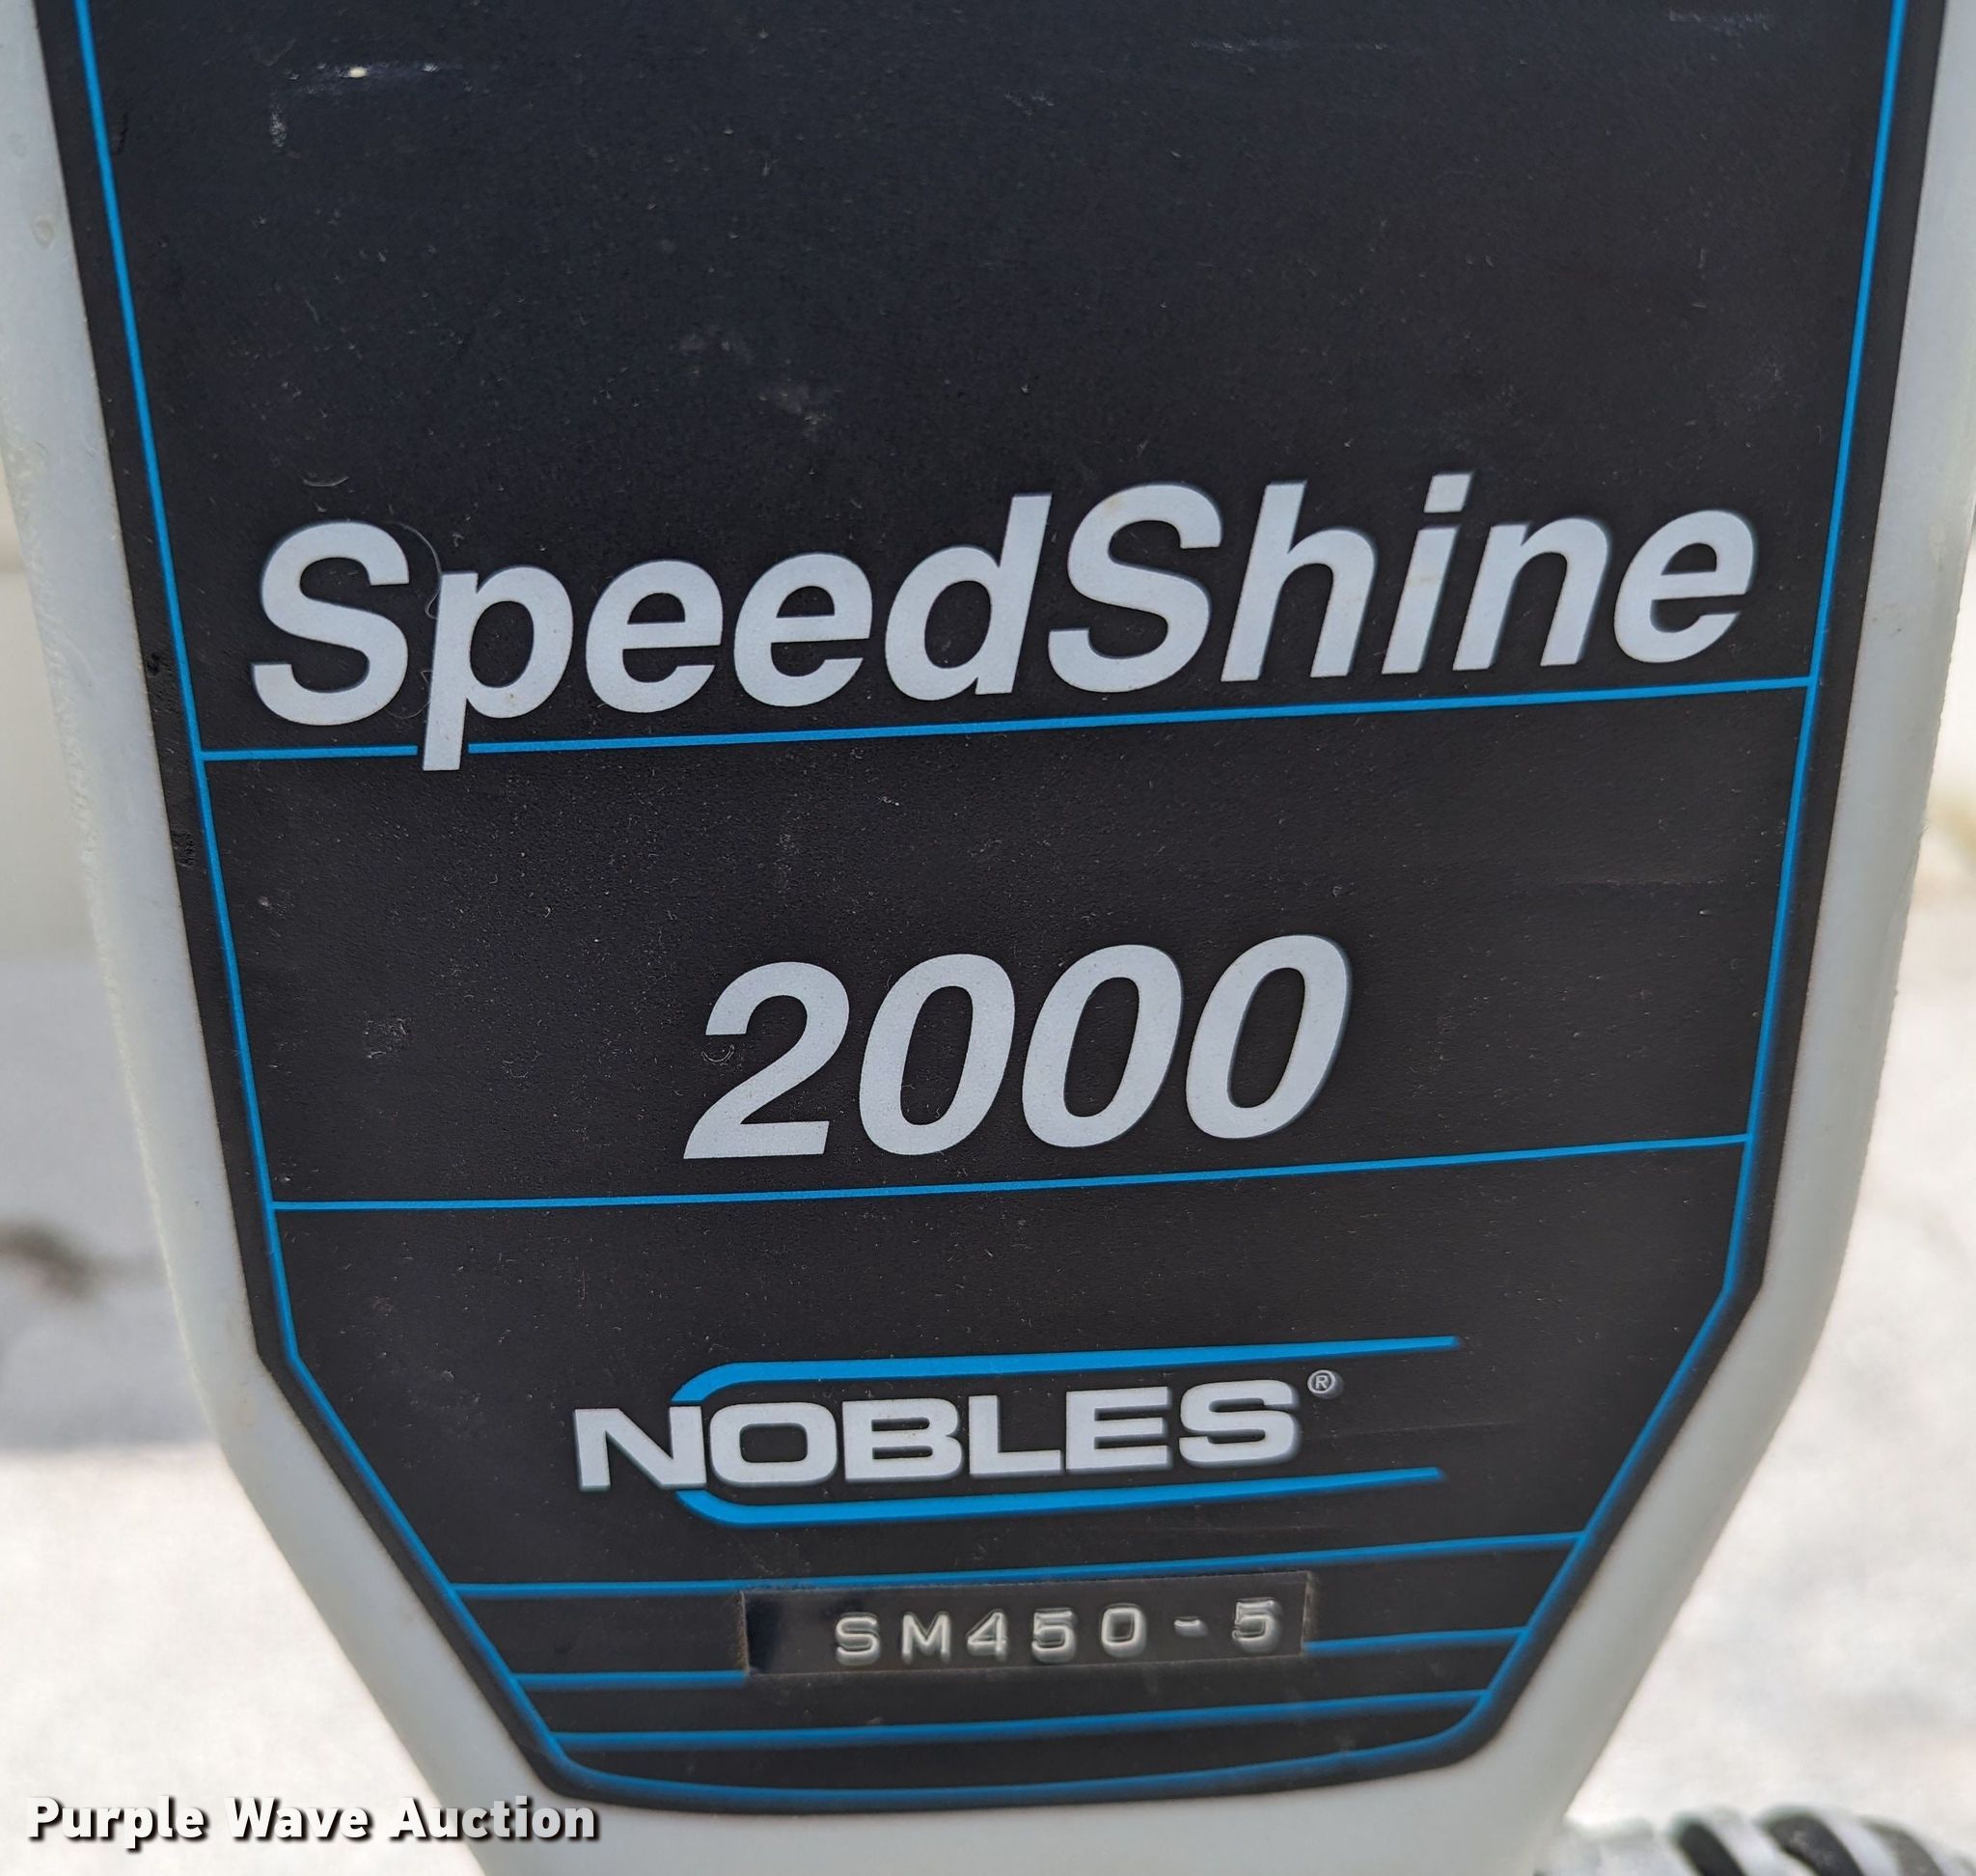 SpeedShine
2000
NOBLES®
SM450-5
Purple Wave Auction